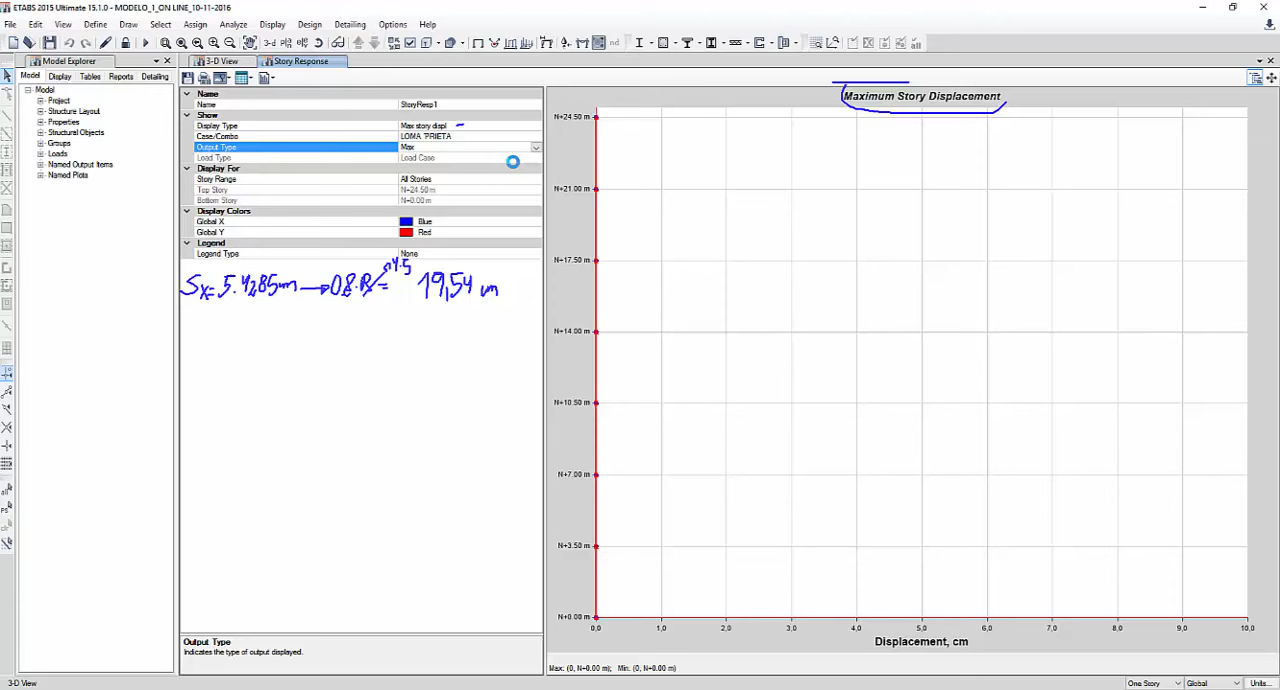 ETABS 2015 Ultimate 15.1.0 - MODELO_1_ON LINE_10-11-2016
File Edit View Define Draw Select Assign Analyze Display Design Detailing Options Help
3-d
nd
all
Model Explorer
3-D View
Story Response
Model Display Tables Reports Detailing
Model
Project
Structure Layout
Properties
Structural Objects
Groups
Loads
Named Output Items
Named Plots
Name
Name StoryResp1
Show
Display Type Max story displ
Case/Combo LOMA 'PRIETA
Output Type Max
Load Type Load Case
Display For
Story Range All Stories
Top Story N+24.50 m
Bottom Story N+0.00 m
Display Colors
Global X Blue
Global Y Red
Legend
Legend Type None
4.5
Sx= 5.4285cm → 0.8.R = 19,54 cm
Output Type
Indicates the type of output displayed.
Maximum Story Displacement
N+24.50 m
N+21.00 m
N+17.50 m
N+14.00 m
N+10.50 m
N+7.00 m
N+3.50 m
N+0.00 m
0,0 1,0 2,0 3,0 4,0 5,0 6,0 7,0 8,0 9,0 10,0
Displacement, cm
Max: (0, N+0.00 m); Min: (0, N+0.00 m)
3-D View
One Story Global Units...